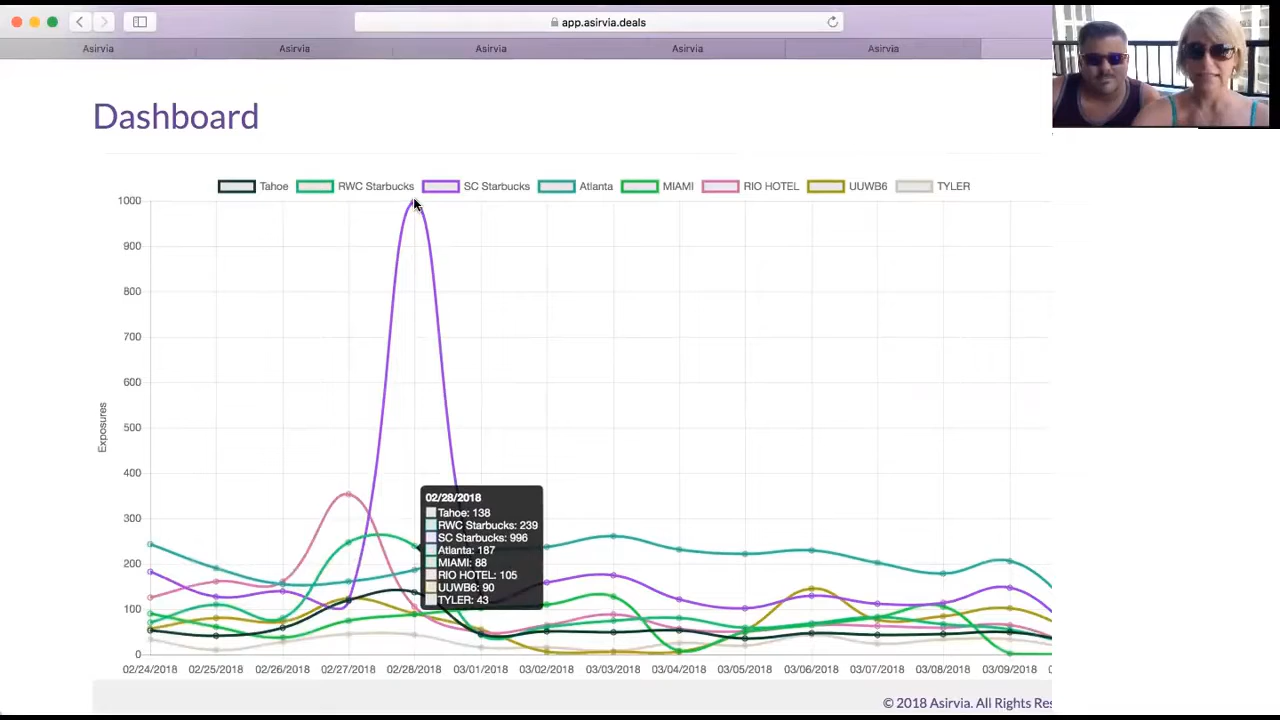 app.asirvia.deals
Asirvia Asirvia Asirvia Asirvia Asirvia
Dashboard
Tahoe RWC Starbucks SC Starbucks Atlanta MIAMI RIO HOTEL UUWB6 TYLER
1000
900
800
700
600
500
400
300
200
100
0
Exposures
02/28/2018
Tahoe: 138
RWC Starbucks: 239
SC Starbucks: 996
Atlanta: 187
MIAMI: 88
RIO HOTEL: 105
UUWB6: 90
TYLER: 43
02/24/2018 02/25/2018 02/26/2018 02/27/2018 02/28/2018 03/01/2018 03/02/2018 03/03/2018 03/04/2018 03/05/2018 03/06/2018 03/07/2018 03/08/2018 03/09/2018 0
© 2018 Asirvia. All Rights Res